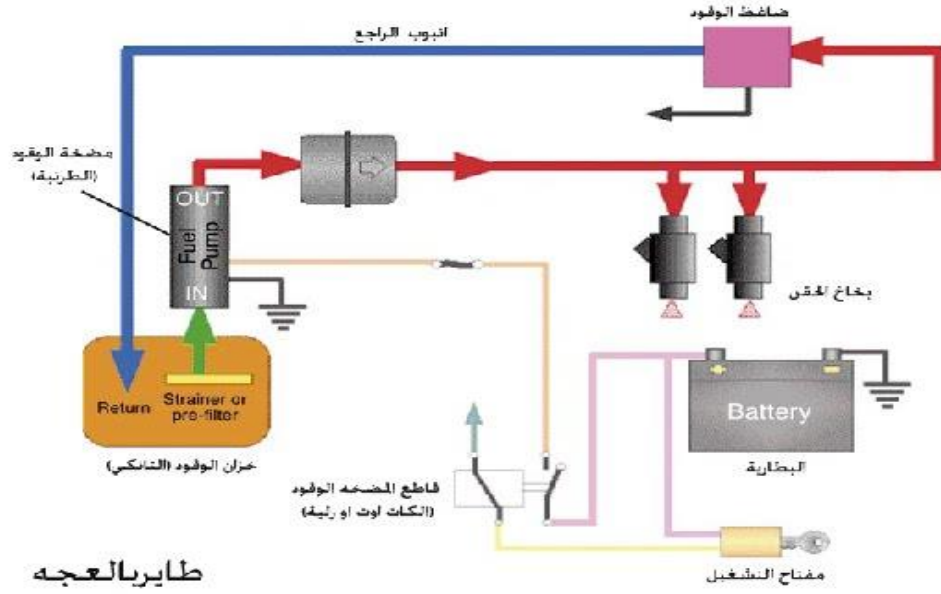 ضاغط الوقود
انبوب الراجع
مضخة الوقود
(الطرنبة)
OUT
Fuel
Pump
IN
بخاخ الحقن
Return
Strainer or
pre-filter
Battery
خزان الوقود (التانكي)
البطارية
قاطع المضخه الوقود
(الكات اوت او رلية)
مفتاح التشغيل
طايربالعجه